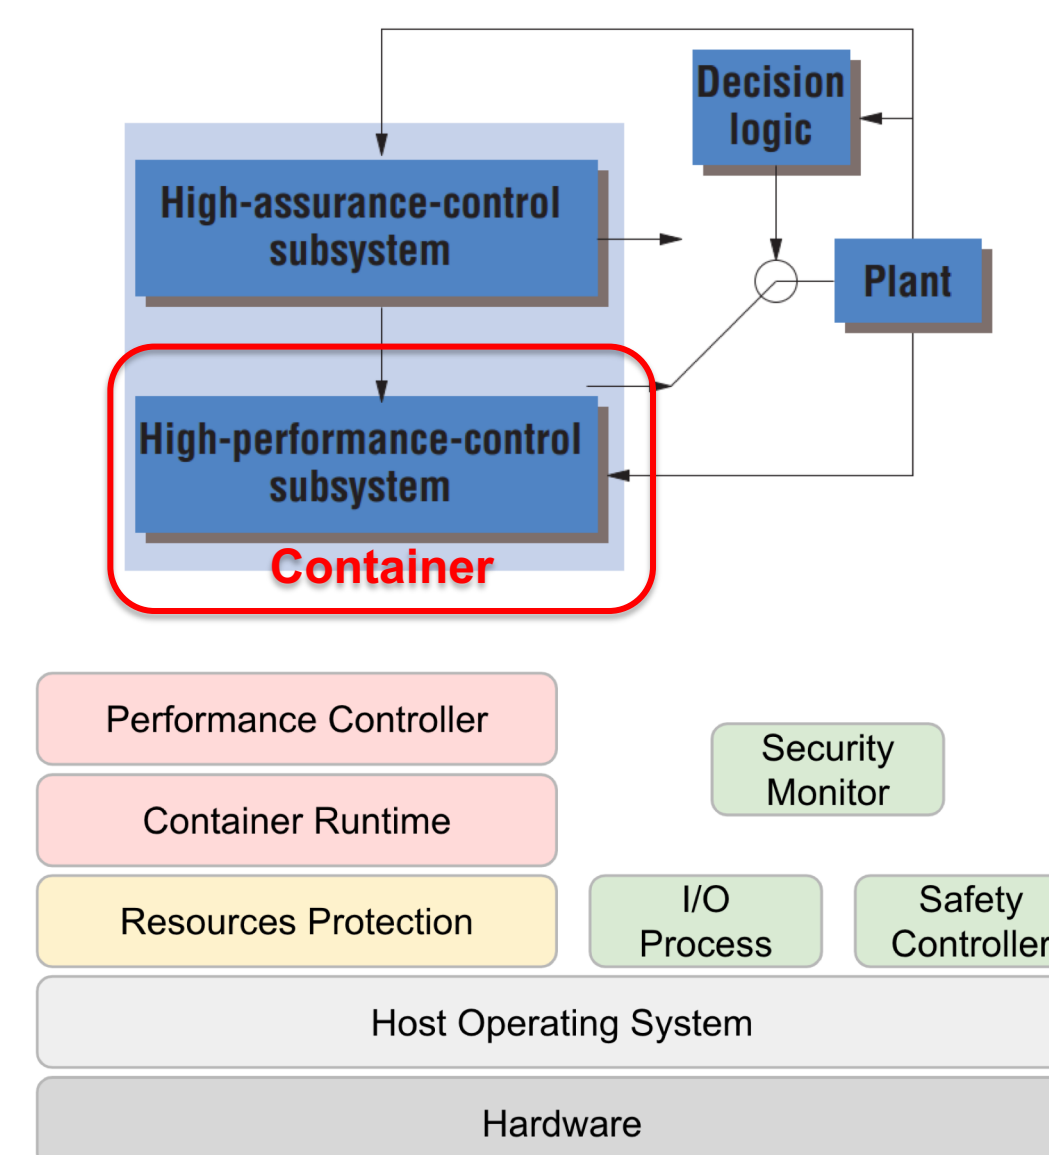 Decision
logic
High-assurance-control
subsystem
Plant
High-performance-control
subsystem
Container
Performance Controller
Security
Monitor
Container Runtime
Resources Protection
I/O
Process
Safety
Controller
Host Operating System
Hardware